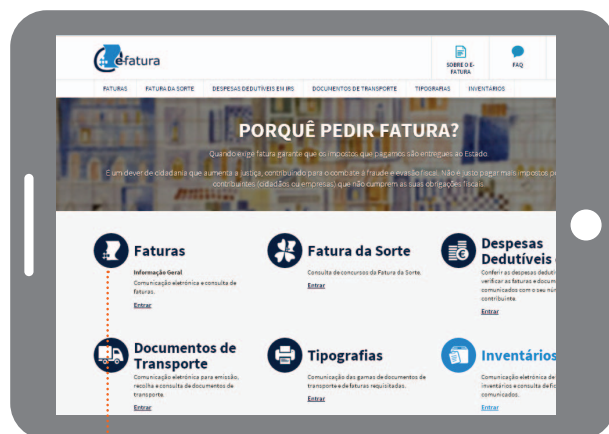 e-fatura
SOBRE O E-
FATURA
FAQ
FATURAS
FATURA DA SORTE
DESPESAS DEDUTÍVEIS EM IRS
DOCUMENTOS DE TRANSPORTE
TIPOGRAFIAS
INVENTÁRIOS
PORQUÊ PEDIR FATURA?
Quando exige fatura garante que os impostos que pagamos são entregues ao Estado.
É um dever de cidadania que aumenta a justiça, contribuindo para o combate à fraude e evasão fiscal. Não é justo pagar mais impostos p
contribuintes (cidadãos ou empresas) que não cumprem as suas obrigações fiscais.
Faturas
Informação Geral
Comunicação eletrónica e consulta de
faturas.
Entrar
Fatura da Sorte
Consulta de concursos da Fatura da Sorte.
Entrar
Despesas
Dedutíveis
Conferir as despesas dedutí
verificar as faturas e docum
comunicados com o seu nú
contribuinte.
Entrar
Documentos de
Transporte
Comunicação eletrónica para emissão,
recolha e consulta de documentos de
transporte.
Entrar
Tipografias
Comunicação das gamas de documentos de
transporte e de faturas requisitadas.
Entrar
Inventários
Comunicação eletrónica de
inventários e consulta de fic
comunicados.
Entrar